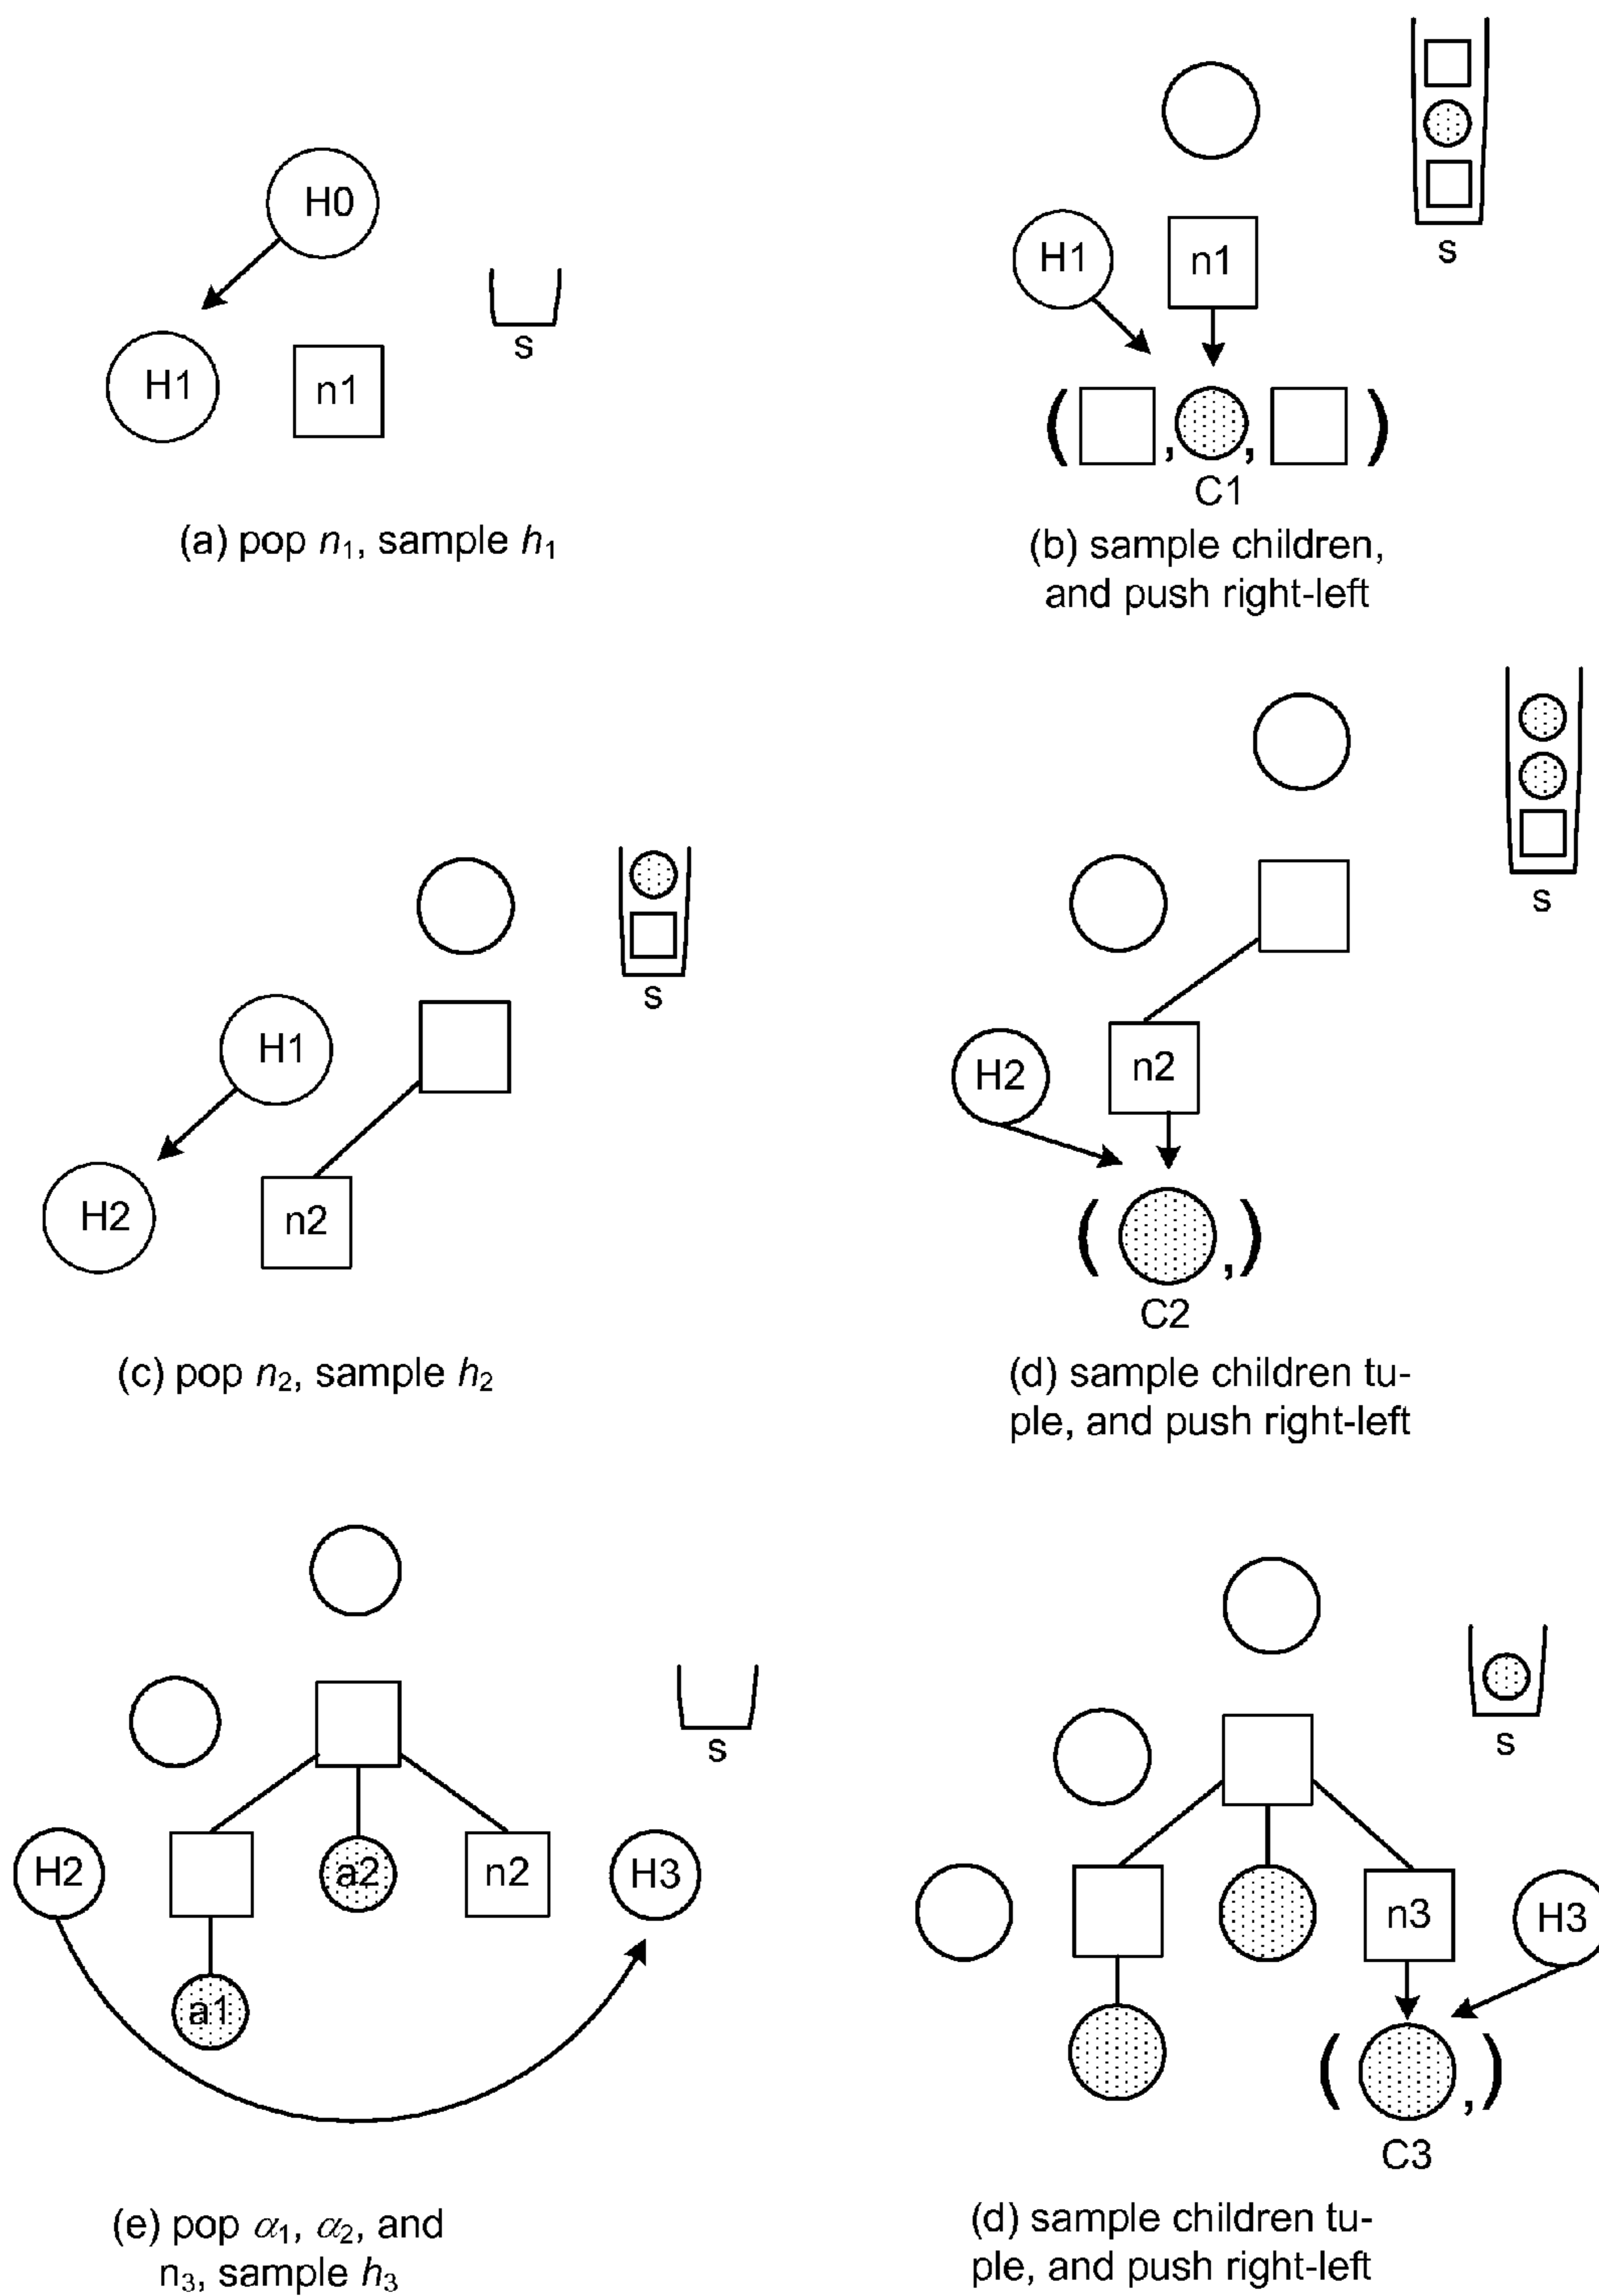 H0
H1
n1
s
(a) pop n₁, sample h₁
s
H1
n1
( , , )
C1
(b) sample children,
and push right-left
s
H1
H2
n2
(c) pop n₂, sample h₂
s
H2
n2
( ,)
C2
(d) sample children tu-
ple, and push right-left
s
H2
a2
n2
H3
a1
(e) pop α₁, α₂, and
n₃, sample h₃
s
n3
H3
( ,)
C3
(d) sample children tu-
ple, and push right-left